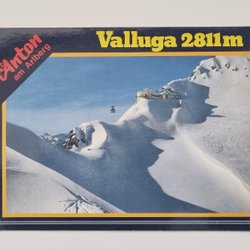 St. Anton
am Arlberg
Valluga 2811m